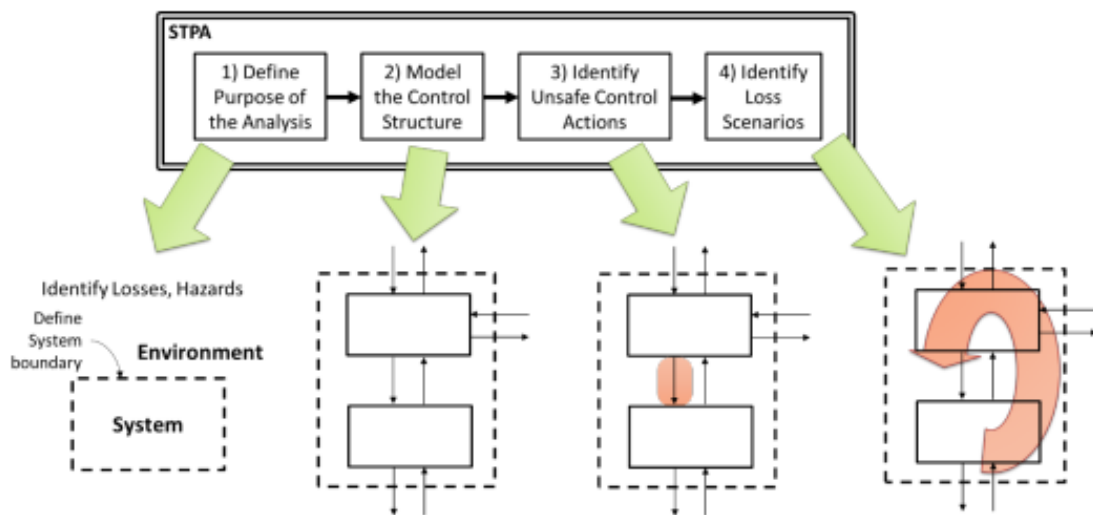 STPA
1) Define
Purpose of
the Analysis
2) Model
the Control
Structure
3) Identify
Unsafe Control
Actions
4) Identify
Loss
Scenarios
Identify Losses, Hazards
Define
System
boundary
Environment
System